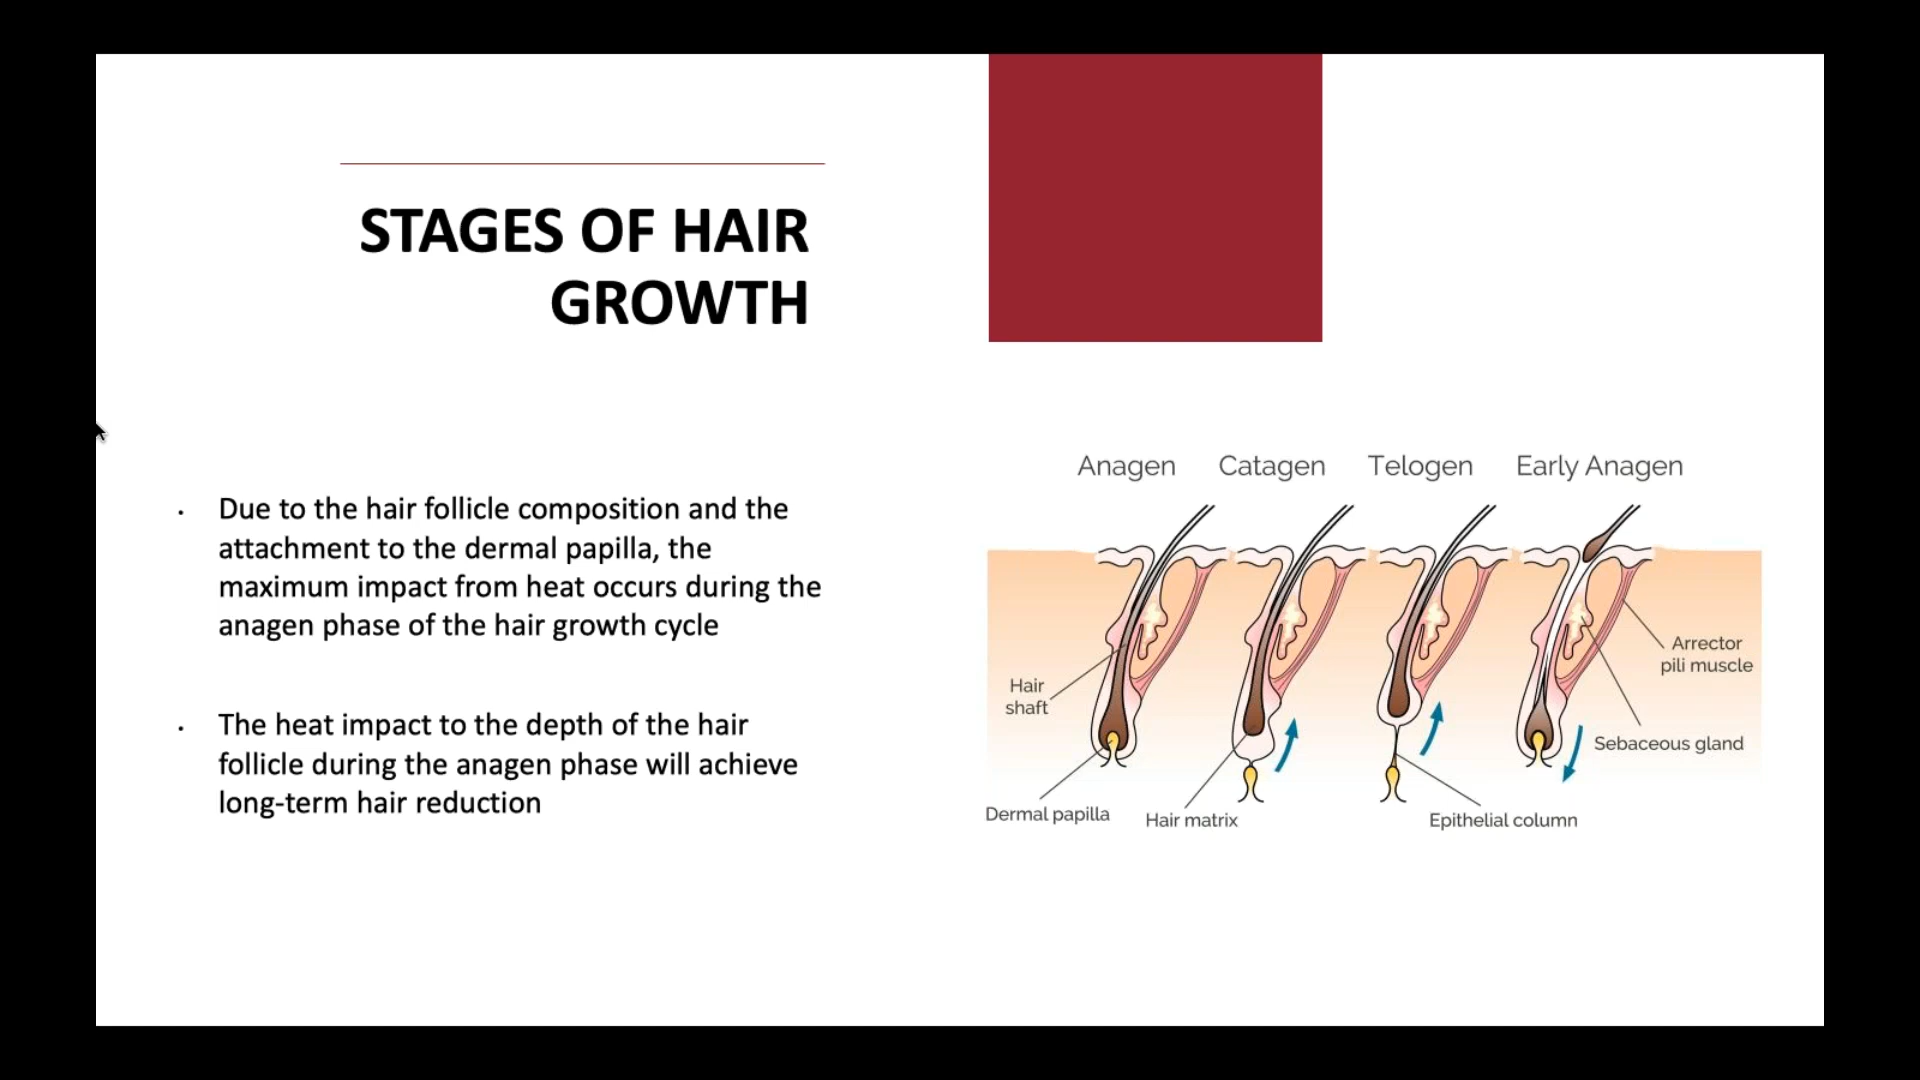 STAGES OF HAIR
GROWTH
• Due to the hair follicle composition and the
attachment to the dermal papilla, the
maximum impact from heat occurs during the
anagen phase of the hair growth cycle
• The heat impact to the depth of the hair
follicle during the anagen phase will achieve
long-term hair reduction
Anagen Catagen Telogen Early Anagen
Arrector
pili muscle
Hair
shaft
Sebaceous gland
Dermal papilla
Hair matrix
Epithelial column